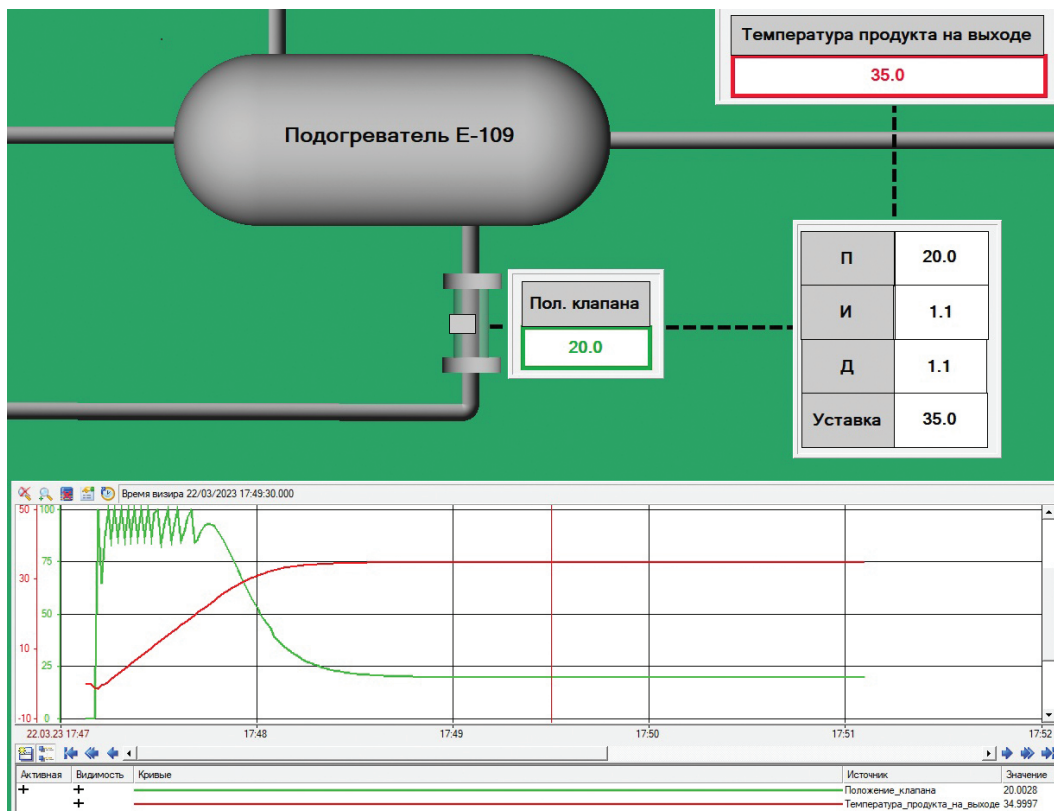 Температура продукта на выходе
35.0
Подогреватель Е-109
П 20.0
И 1.1
Д 1.1
Уставка 35.0
Пол. клапана
20.0
Время визира 22/03/2023 17:49:30.000
50 100
75
30
50
10
25
-10 0
22.03.23 17:47 17:48 17:49 17:50 17:51 17:52
Активная Видимость Кривые Источник Значение
+ + Положение_клапана 20.0028
+ Температура_продукта_на_выходе 34.9997